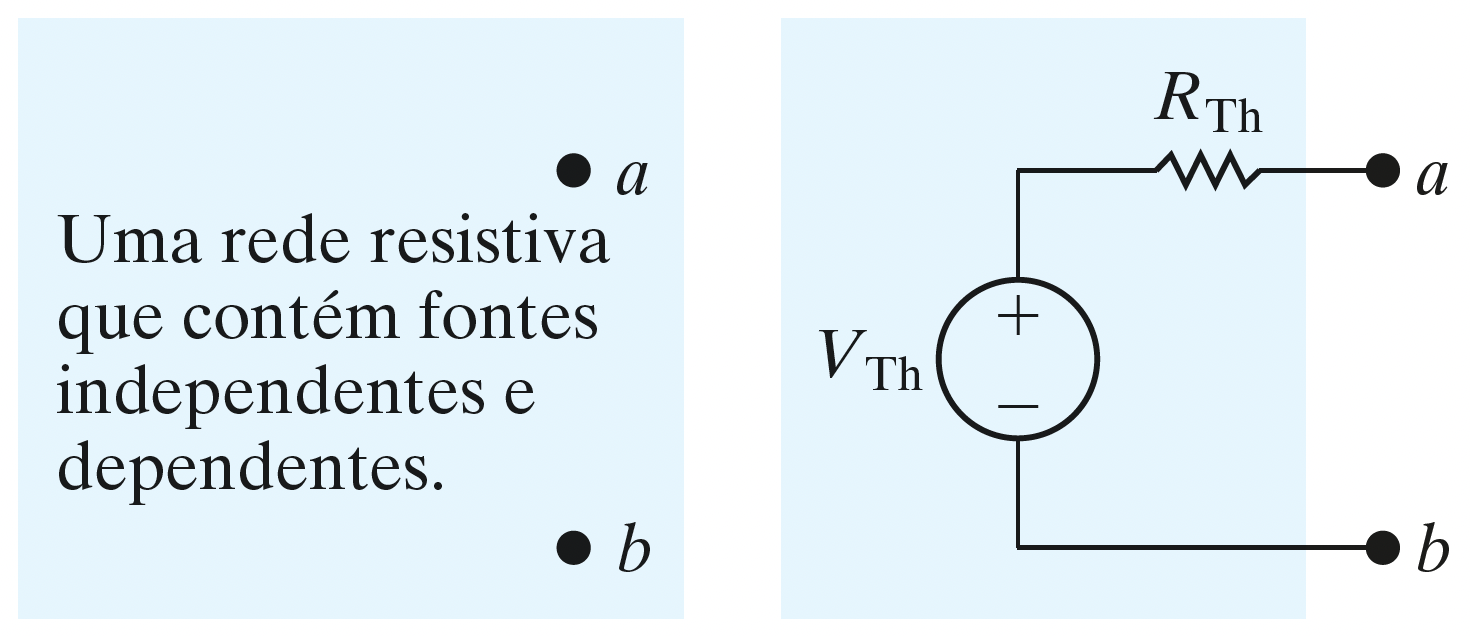 a
Uma rede resistiva
que contém fontes
independentes e
dependentes.
b
R_Th
a
+
V_Th
−
b